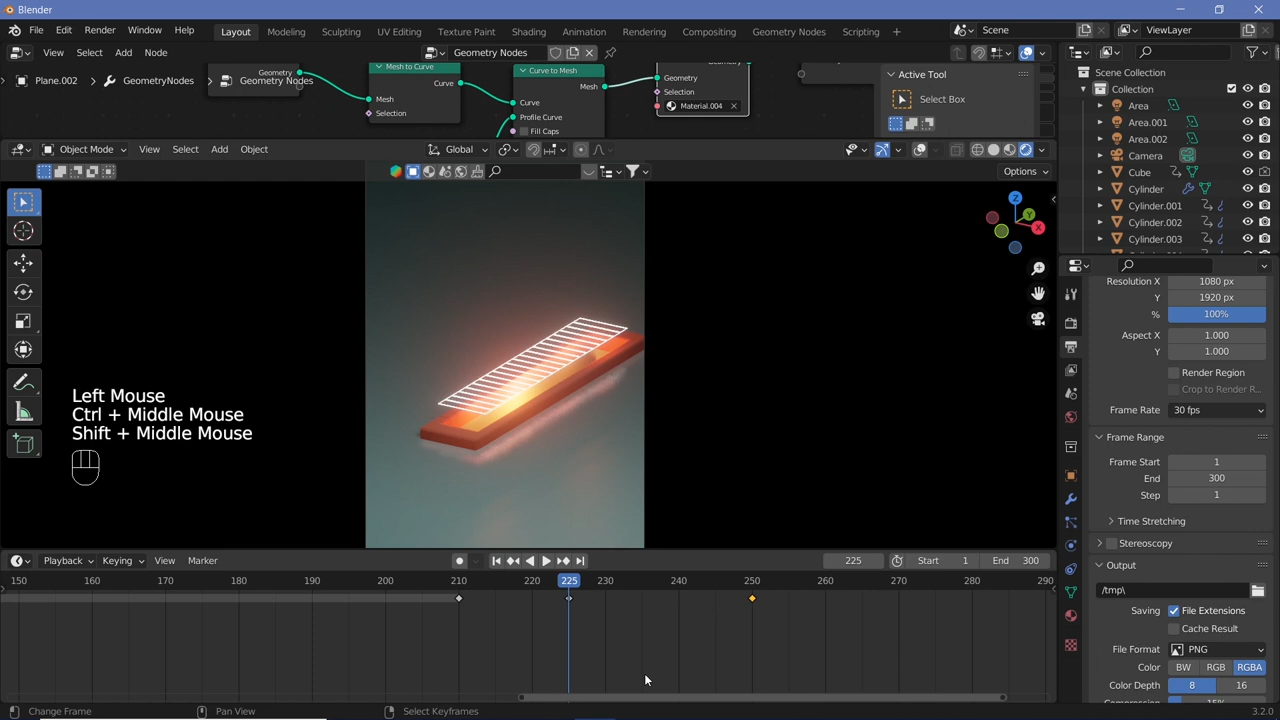 Blender
File Edit Render Window Help Layout Modeling Sculpting UV Editing Texture Paint Shading Animation Rendering Compositing Geometry Nodes Scripting + Scene ViewLayer
View Select Add Node Geometry Nodes
Plane.002 > GeometryNodes > Geometry Nodes
Geometry
Mesh to Curve
Curve
Mesh
Selection
Curve to Mesh
Mesh
Curve
Profile Curve
Fill Caps
Geometry
Selection
Material.004
Active Tool
Select Box
Object Mode View Select Add Object Global
Options
Z
Y
X
Left Mouse
Ctrl + Middle Mouse
Shift + Middle Mouse
Scene Collection
Collection
Area
Area.001
Area.002
Camera
Cube
Cylinder
Cylinder.001
Cylinder.002
Cylinder.003
Resolution X 1080 px
Y 1920 px
% 100%
Aspect X 1.000
Y 1.000
Render Region
Crop to Render R...
Frame Rate 30 fps
Frame Range
Frame Start 1
End 300
Step 1
Time Stretching
Stereoscopy
Output
/tmp\
Saving File Extensions
Cache Result
File Format PNG
Color BW RGB RGBA
Color Depth 8 16
Playback Keying View Marker 225 Start 1 End 300
150 160 170 180 190 200 210 225 230 240 250 260 270 280 290
Change Frame Pan View Select Keyframes 3.2.0